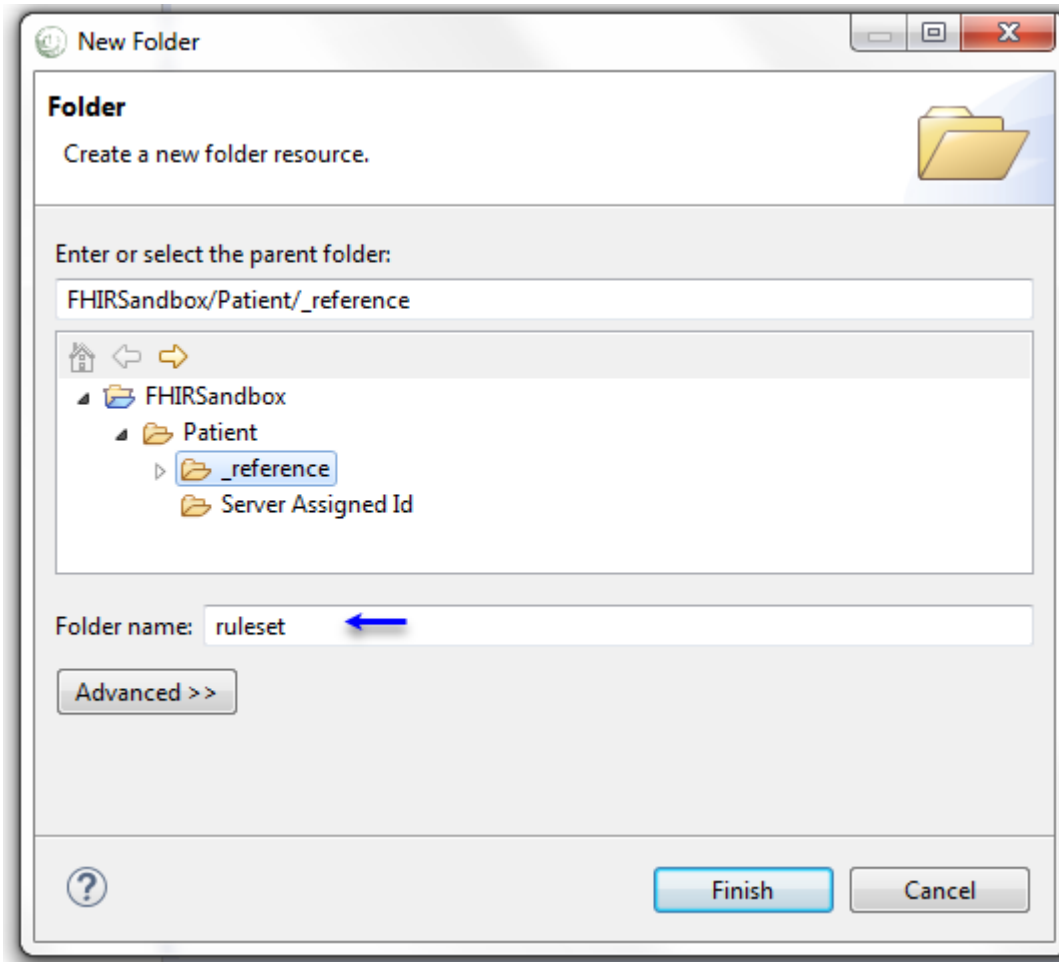 New Folder
Folder
Create a new folder resource.
Enter or select the parent folder:
FHIRSandbox/Patient/_reference
FHIRSandbox
Patient
_reference
Server Assigned Id
Folder name: ruleset
Advanced >>
?
Finish Cancel